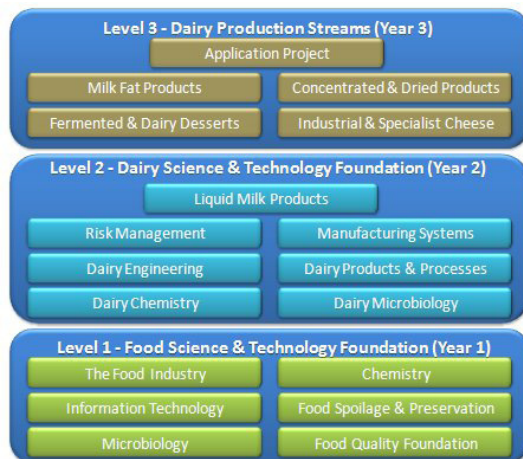 Level 3 - Dairy Production Streams (Year 3)
Application Project
Milk Fat Products
Concentrated & Dried Products
Fermented & Dairy Desserts
Industrial & Specialist Cheese
Level 2 - Dairy Science & Technology Foundation (Year 2)
Liquid Milk Products
Risk Management
Manufacturing Systems
Dairy Engineering
Dairy Products & Processes
Dairy Chemistry
Dairy Microbiology
Level 1 - Food Science & Technology Foundation (Year 1)
The Food Industry
Chemistry
Information Technology
Food Spoilage & Preservation
Microbiology
Food Quality Foundation